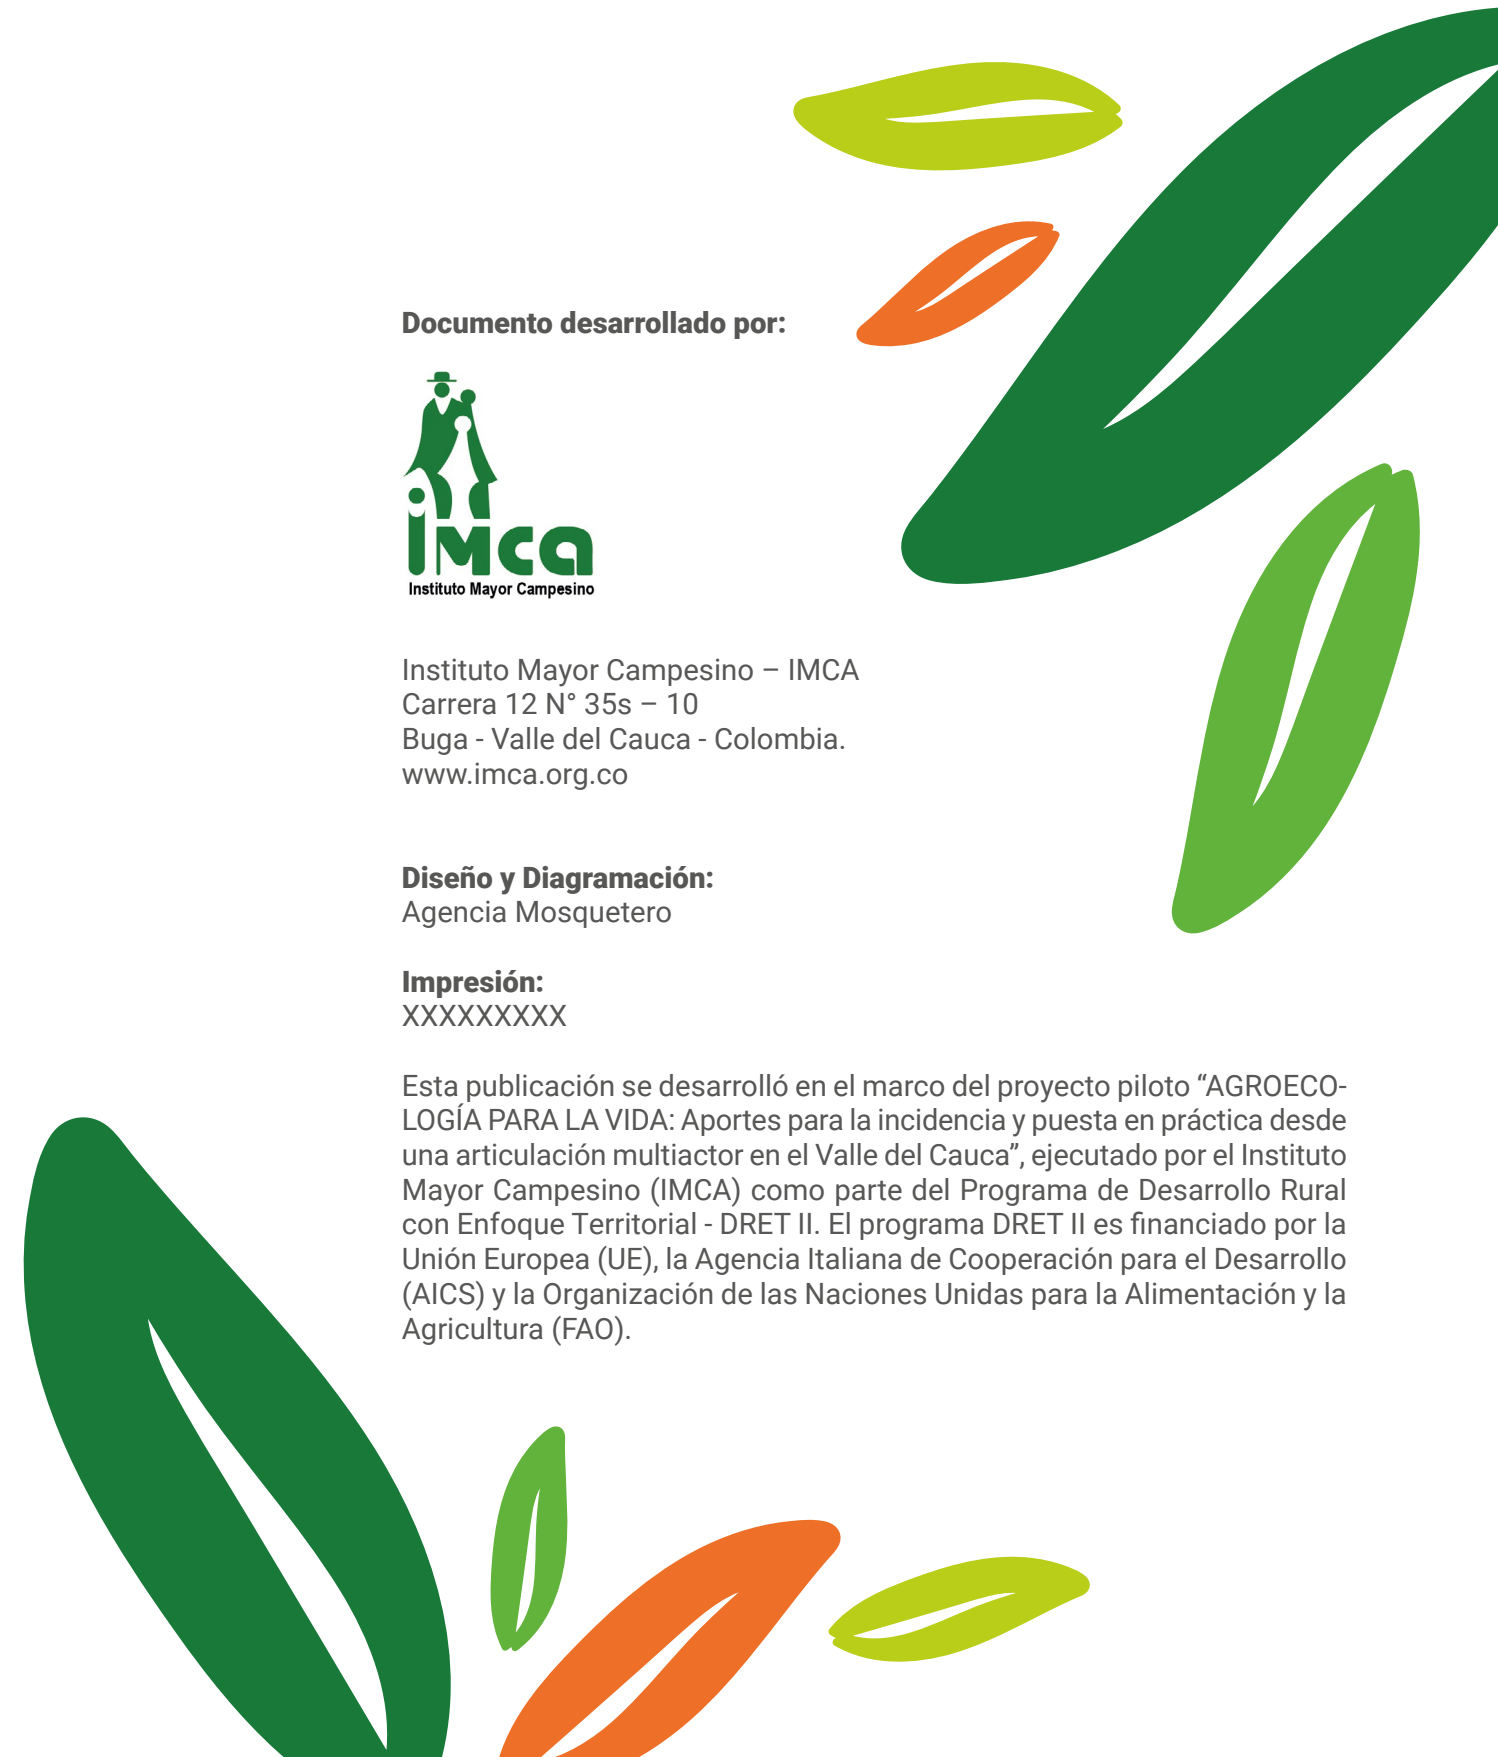 Documento desarrollado por:
imca
Instituto Mayor Campesino
Instituto Mayor Campesino – IMCA
Carrera 12 N° 35s – 10
Buga - Valle del Cauca - Colombia.
www.imca.org.co
Diseño y Diagramación:
Agencia Mosquetero
Impresión:
XXXXXXXXX
Esta publicación se desarrolló en el marco del proyecto piloto “AGROECO-
LOGÍA PARA LA VIDA: Aportes para la incidencia y puesta en práctica desde
una articulación multiactor en el Valle del Cauca”, ejecutado por el Instituto
Mayor Campesino (IMCA) como parte del Programa de Desarrollo Rural
con Enfoque Territorial - DRET II. El programa DRET II es financiado por la
Unión Europea (UE), la Agencia Italiana de Cooperación para el Desarrollo
(AICS) y la Organización de las Naciones Unidas para la Alimentación y la
Agricultura (FAO).